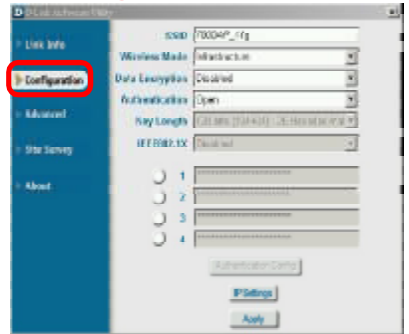 Link Info
Configuration
Advanced
Site Survey
About
SSID
Wireless Mode Infrastructure
Data Encryption Disabled
Authentication Open
Key Length
IEEE802.1X Disabled
1
2
3
4
Authentication Config
IP Settings
Apply